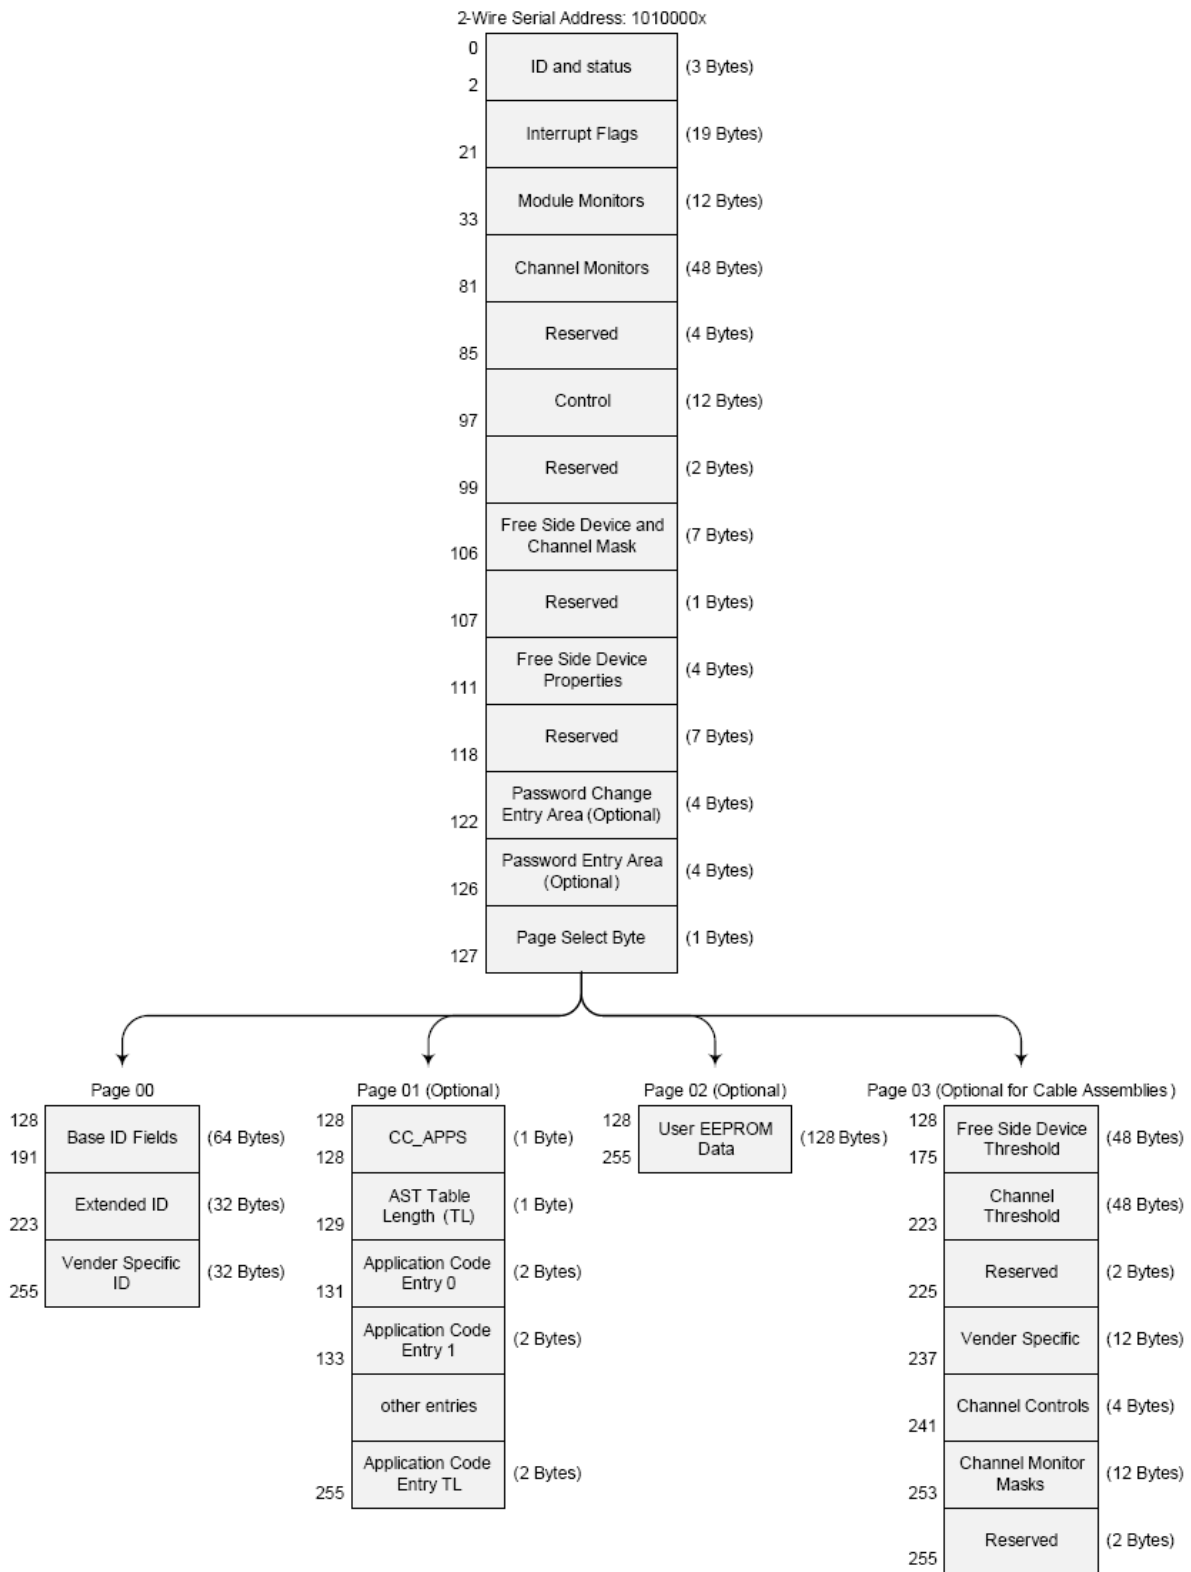 2-Wire Serial Address: 1010000x
0
ID and status
(3 Bytes)
2
Interrupt Flags
(19 Bytes)
21
Module Monitors
(12 Bytes)
33
Channel Monitors
(48 Bytes)
81
Reserved
(4 Bytes)
85
Control
(12 Bytes)
97
Reserved
(2 Bytes)
99
Free Side Device and
Channel Mask
(7 Bytes)
106
Reserved
(1 Bytes)
107
Free Side Device
Properties
(4 Bytes)
111
Reserved
(7 Bytes)
118
Password Change
Entry Area (Optional)
(4 Bytes)
122
Password Entry Area
(Optional)
(4 Bytes)
126
Page Select Byte
(1 Bytes)
127
Page 00
128
Base ID Fields
(64 Bytes)
191
Extended ID
(32 Bytes)
223
Vender Specific
ID
(32 Bytes)
255
Page 01 (Optional)
128
CC_APPS
(1 Byte)
128
AST Table
Length (TL)
(1 Byte)
129
Application Code
Entry 0
(2 Bytes)
131
Application Code
Entry 1
(2 Bytes)
133
other entries
Application Code
Entry TL
(2 Bytes)
255
Page 02 (Optional)
128
User EEPROM
Data
(128 Bytes)
255
Page 03 (Optional for Cable Assemblies)
128
Free Side Device
Threshold
(48 Bytes)
175
Channel
Threshold
(48 Bytes)
223
Reserved
(2 Bytes)
225
Vender Specific
(12 Bytes)
237
Channel Controls
(4 Bytes)
241
Channel Monitor
Masks
(12 Bytes)
253
Reserved
(2 Bytes)
255